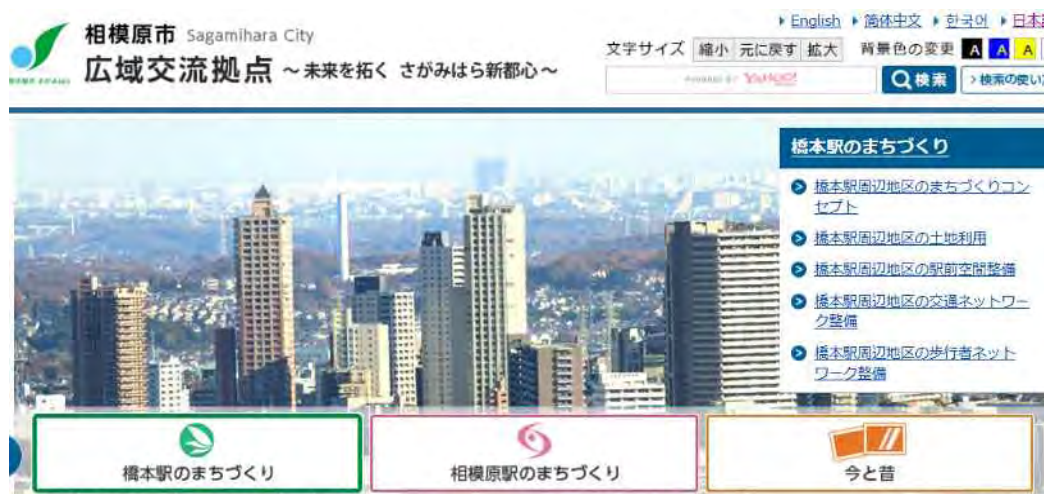 English 简体中文 한국어 日本語
相模原市 Sagamihara City
文字サイズ 縮小 元に戻す 拡大 背景色の変更 A A A
広域交流拠点 ～未来を拓く さがみはら新都心～
YAHOO! 検索 検索の使い
橋本駅のまちづくり
橋本駅周辺地区のまちづくりコン
セプト
橋本駅周辺地区の土地利用
橋本駅周辺地区の駅前空間整備
橋本駅周辺地区の交通ネットワー
ク整備
橋本駅周辺地区の歩行者ネット
ワーク整備
橋本駅のまちづくり
相模原駅のまちづくり
今と昔